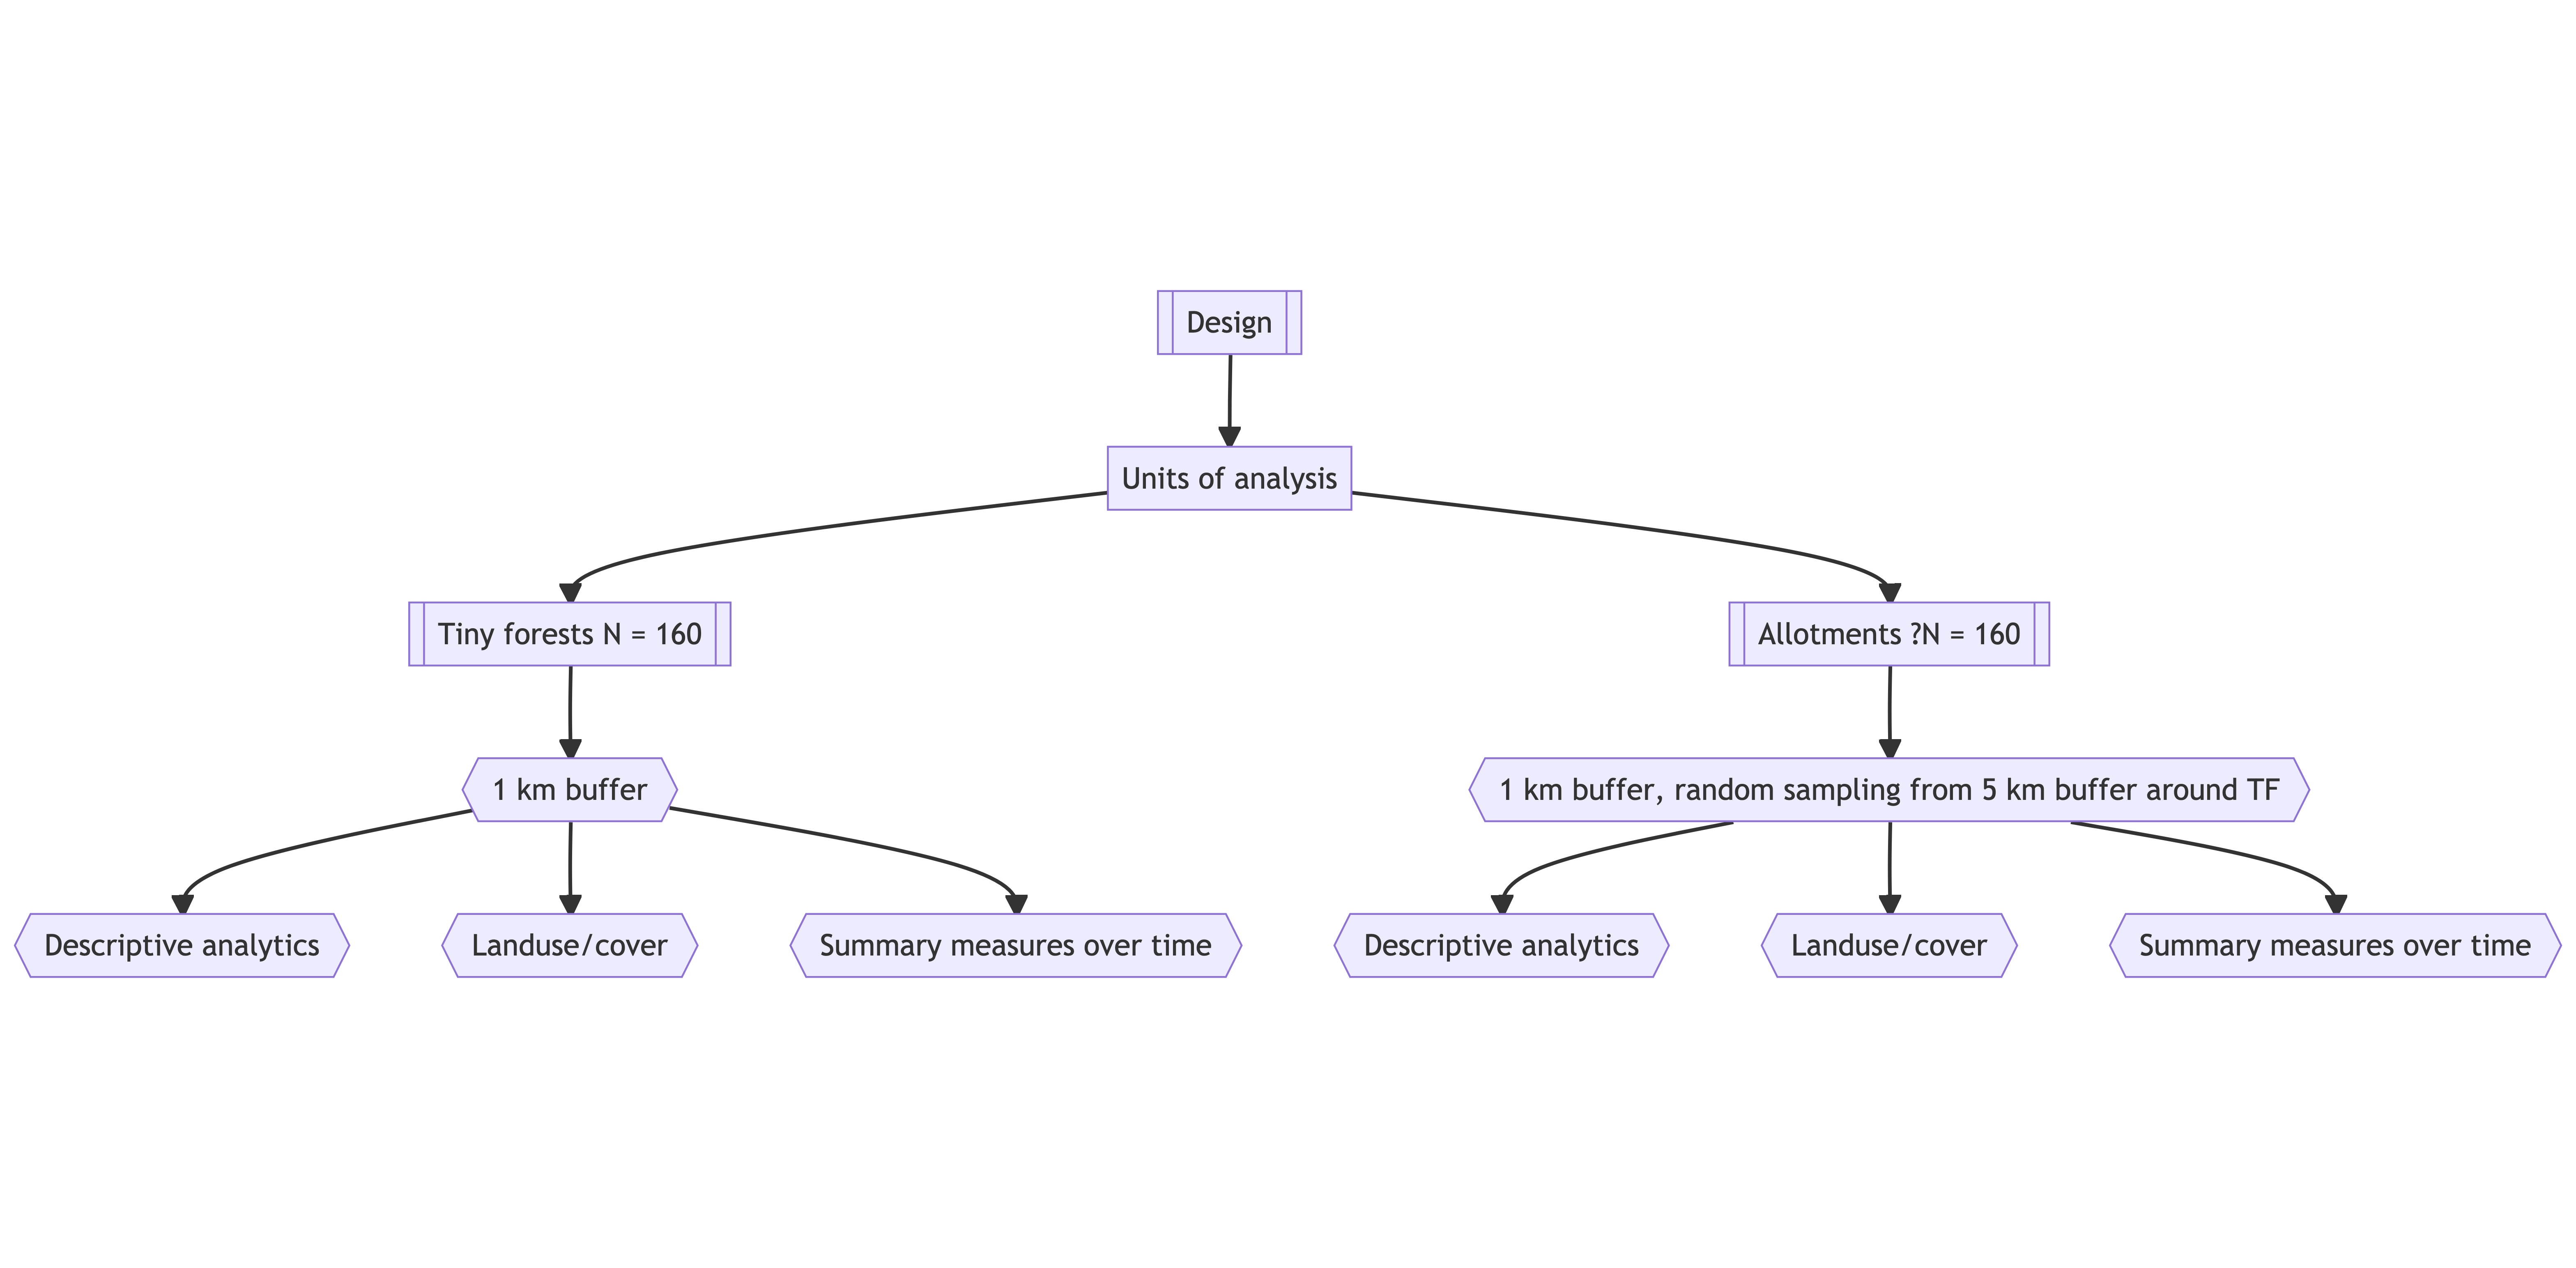 Design
Units of analysis
Tiny forests N = 160
Allotments ?N = 160
1 km buffer
1 km buffer, random sampling from 5 km buffer around TF
Descriptive analytics
Landuse/cover
Summary measures over time
Descriptive analytics
Landuse/cover
Summary measures over time